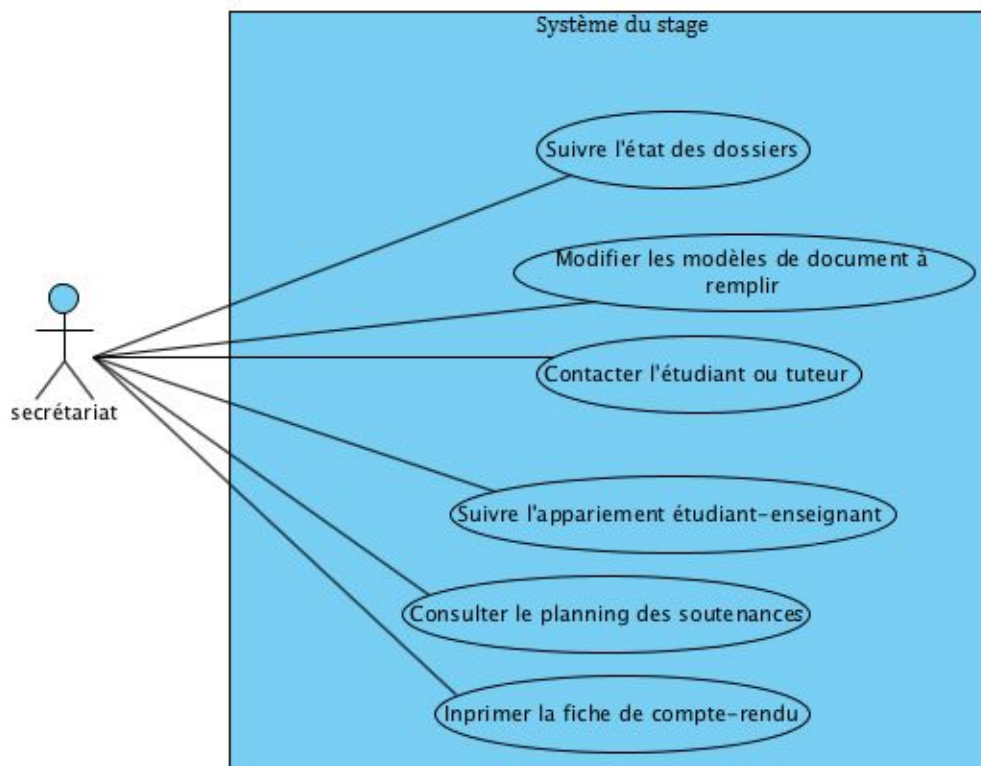 Système du stage
Suivre l'état des dossiers
Modifier les modèles de document à
remplir
Contacter l'étudiant ou tuteur
secrétariat
Suivre l'appariement étudiant-enseignant
Consulter le planning des soutenances
Inprimer la fiche de compte-rendu